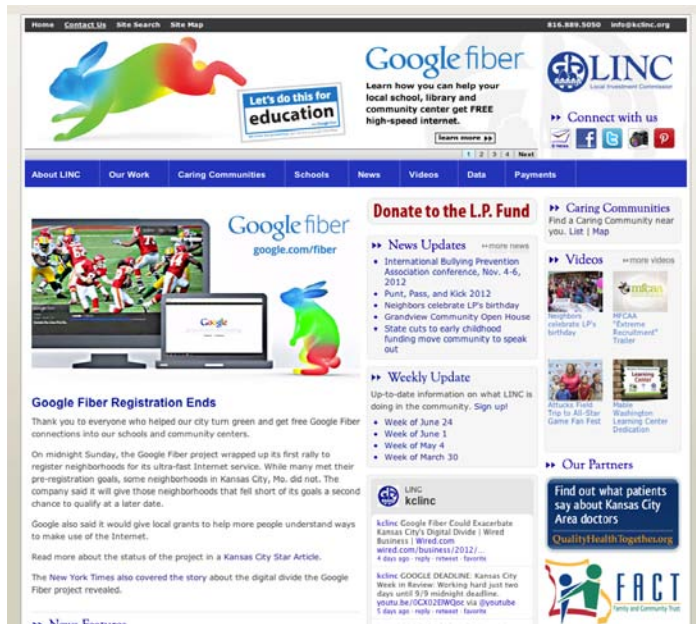 Home Contact Us Site Search Site Map
816.889.5050 info@kclinc.org
Let's do this for
education
Google fiber
Learn how you can help your
local school, library and
community center get FREE
high-speed internet.
learn more
1 2 3 4 Next
LINC
Local Investment Commission
Connect with us
About LINC Our Work Caring Communities Schools News Videos Data Payments
Google fiber
google.com/fiber
Google
Google Fiber Registration Ends
Thank you to everyone who helped our city turn green and get free Google Fiber
connections into our schools and community centers.
On midnight Sunday, the Google Fiber project wrapped up its first rally to
register neighborhoods for its ultra-fast Internet service. While many met their
pre-registration goals, some neighborhoods in Kansas City, Mo. did not. The
company said it will give those neighborhoods that fell short of its goals a second
chance to qualify at a later date.
Google also said it would give local grants to help more people understand ways
to make use of the Internet.
Read more about the status of the project in a Kansas City Star Article.
The New York Times also covered the story about the digital divide the Google
Fiber project revealed.
News Features
Donate to the L.P. Fund
News Updates
more news
• International Bullying Prevention
Association conference, Nov. 4-6,
2012
• Punt, Pass, and Kick 2012
• Neighbors celebrate LP's birthday
• Grandview Community Open House
• State cuts to early childhood
funding move community to speak
out
Weekly Update
Up-to-date information on what LINC is
doing in the community. Sign up!
• Week of June 24
• Week of June 1
• Week of May 4
• Week of March 30
LINC
kclinc
kclinc Google Fiber Could Exacerbate
Kansas City's Digital Divide | Wired
Business | Wired.com
wired.com/business/2012/...
4 days ago · reply · retweet · favorite
kclinc GOOGLE DEADLINE: Kansas City
Week in Review: Working hard just two
days until 9/9 midnight deadline.
via @youtube
5 days ago · reply · retweet · favorite
Caring Communities
Find a Caring Community near
you. List | Map
Videos
more videos
Neighbors
celebrate LP's
birthday
mfcaa
MFCAA
"Extreme
Recruitment"
Trailer
Attucks Field
Trip to All-Star
Game Fan Fest
Learning
Center
Mable
Washington
Learning Center
Dedication
Our Partners
Find out what patients
say about Kansas City
Area doctors
QualityHealthTogether.org
FACT
Family and Community Trust